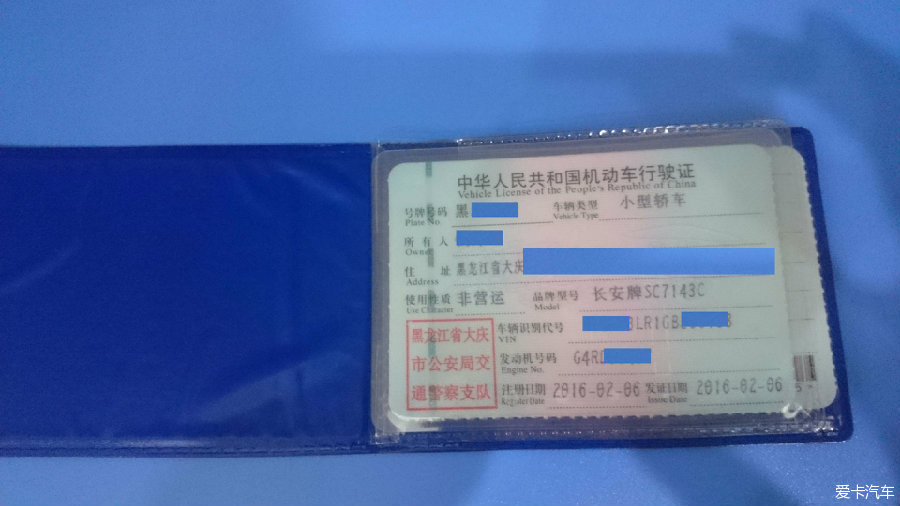 中华人民共和国机动车行驶证
Vehicle License of the People's Republic of China
号牌号码 黑 车辆类型 小型轿车
Plate No. Vehicle Type
所有人
Owner
住址 黑龙江省大庆
Address
使用性质 非营运 品牌型号 长安牌SC7143C
Use Character Model
黑龙江省大庆
市公安局交
通警察支队
车辆识别代号 LR1GB
VIN
发动机号码 G4R
Engine No.
注册日期 2016-02-06 发证日期 2016-02-06
Register Date Issue Date
爱卡汽车